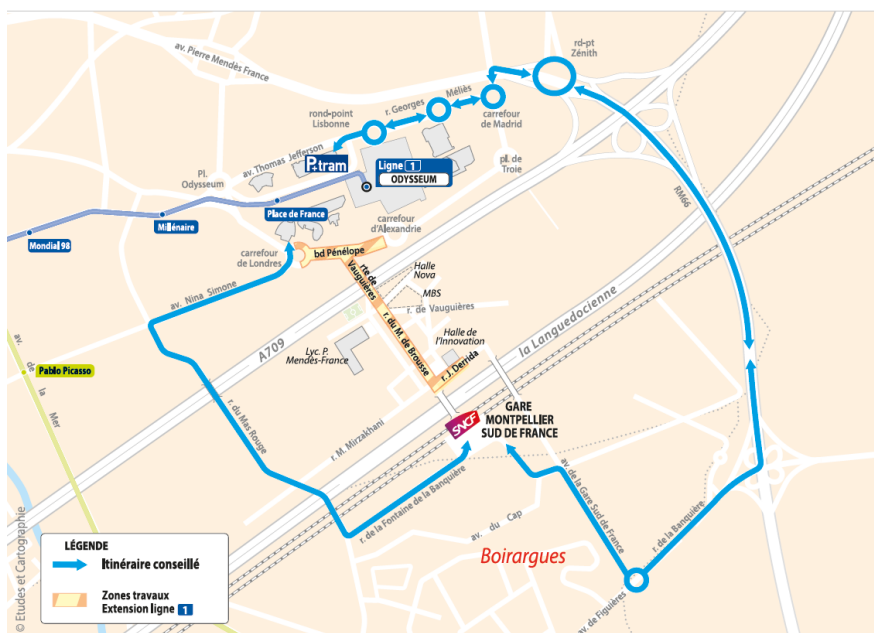 av. Pierre Mendès France
rd-pt
Zénith
r. Georges Méliès
rond-point
Lisbonne
carrefour
de Madrid
av. Thomas Jefferson
P+tram
Ligne 1
ODYSSEUM
pl. de
Troie
Pl.
Odysseum
RM66
Place de France
Millénaire
Mondial 98
carrefour
d'Alexandrie
carrefour
de Londres
bd Pénélope
rte de
Vauguières
Halle
Nova
MBS
r. de Vauguières
av. Nina Simone
A709
la Languedocienne
r. du M. de Brousse
Halle de
l'Innovation
Lyc. P.
Mendès-France
av. de la Mer
Pablo Picasso
r. J. Derrida
r. du Mas Rouge
SNCF
GARE
MONTPELLIER
SUD DE FRANCE
r. M. Mirzakhani
r. de la Fontaine de la Banquière
av. de la Gare Sud de France
av. du Cap
r. de la Banquière
Boirargues
av. de Figuières
LÉGENDE
Itinéraire conseillé
Zones travaux
Extension ligne 1
© Etudes et Cartographie